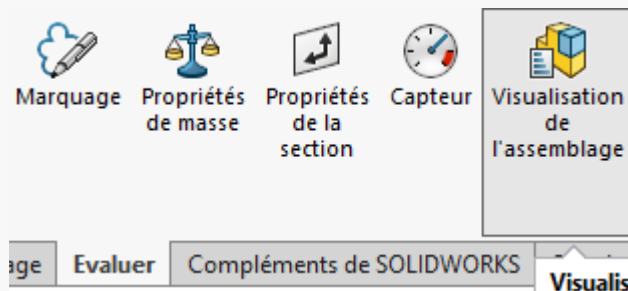 Marquage
Propriétés
de masse
Propriétés
de la
section
Capteur
Visualisation
de
l'assemblage
Evaluer
Compléments de SOLIDWORKS